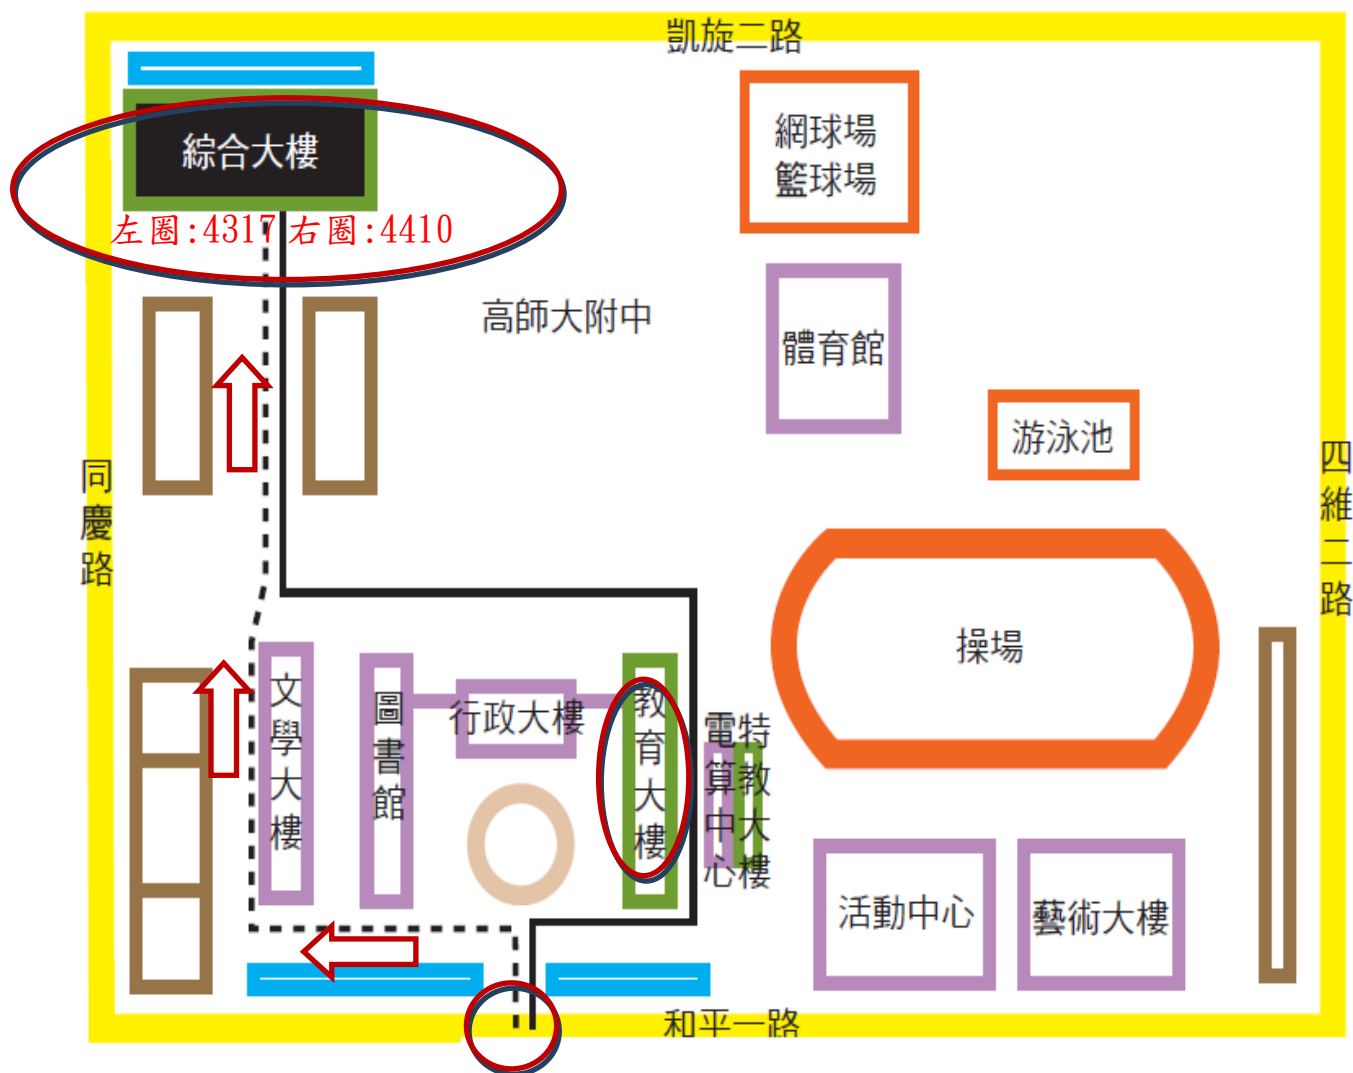 凱旋二路
網球場
籃球場
綜合大樓
左圈:4317 右圈:4410
高師大附中
體育館
游泳池
同慶路
四維二路
操場
文學大樓
圖書館
行政大樓
教育大樓
電算中心
特教大樓
活動中心
藝術大樓
和平一路